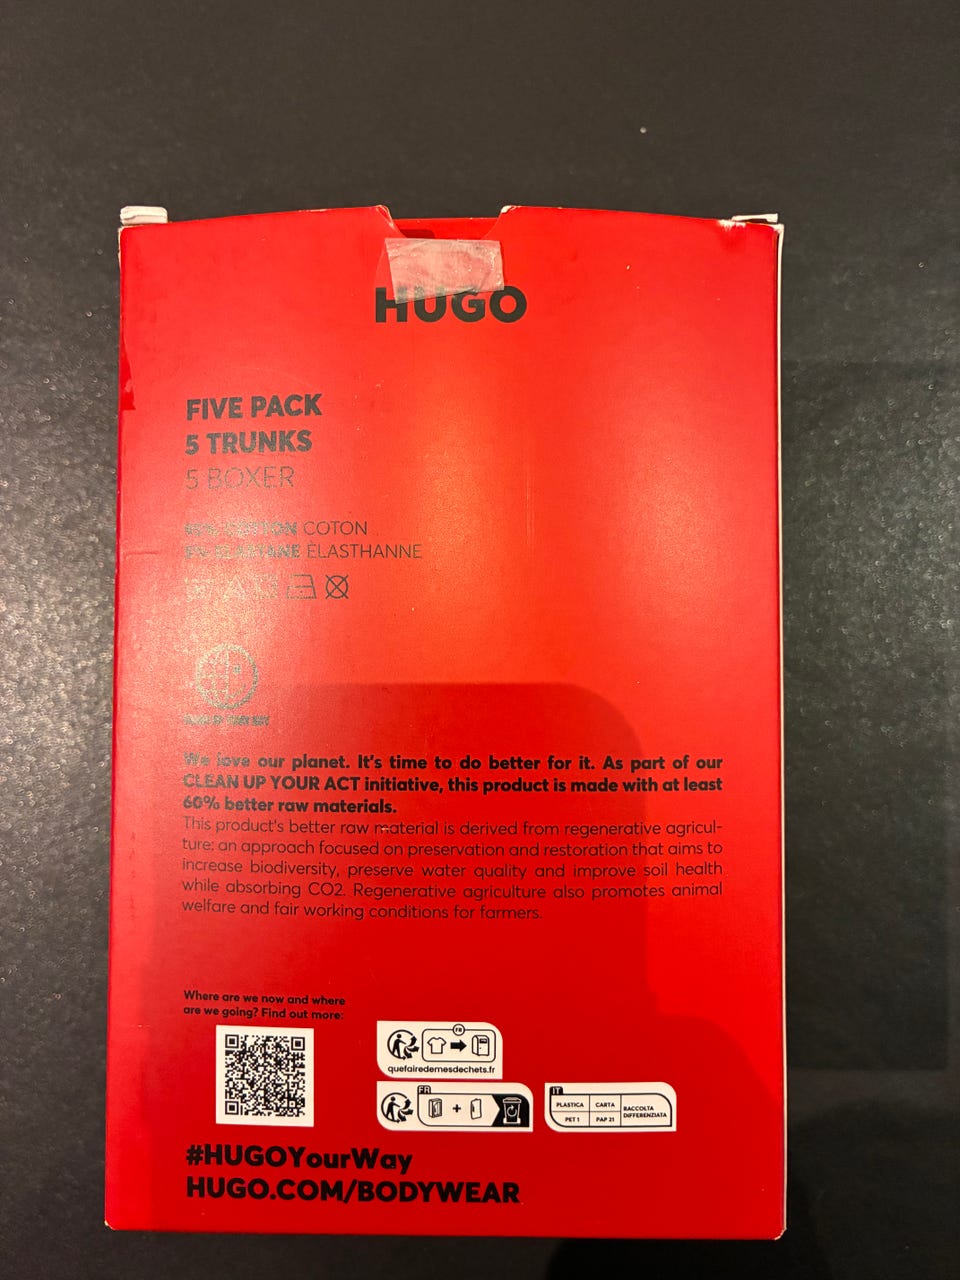 HUGO
FIVE PACK
5 TRUNKS
5 BOXER
COTTON COTON
ELASTANE ÉLASTHANNE
We love our planet. It's time to do better for it. As part of our
CLEAN UP YOUR ACT initiative, this product is made with at least
60% better raw materials.
This product's better raw material is derived from regenerative agricul-
ture: an approach focused on preservation and restoration that aims to
increase biodiversity, preserve water quality and improve soil health
while absorbing CO2. Regenerative agriculture also promotes animal
welfare and fair working conditions for farmers.
Where are we now and where
are we going? Find out more:
FR
quefairedemesdechets.fr
FR
+
IT
PLASTICA CARTA RACCOLTA DIFFERENZIATA
PET 1 PAP 21
#HUGOYourWay
HUGO.COM/BODYWEAR